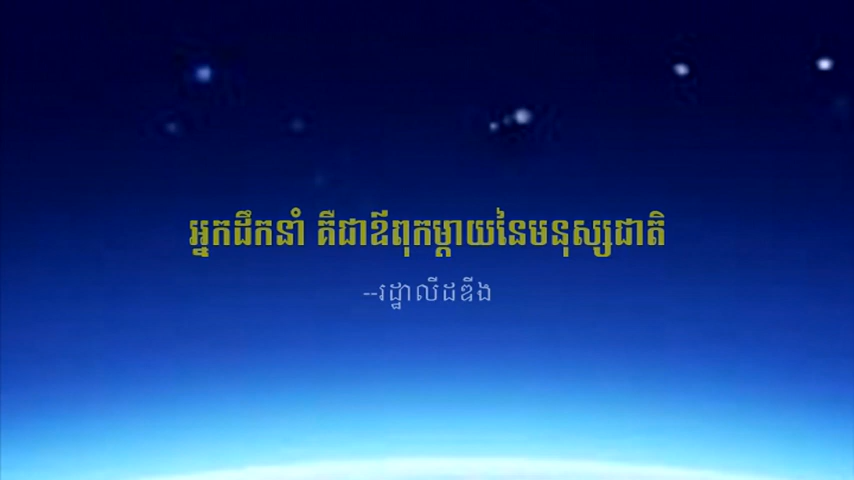 អ្នកដឹកនាំ គឺជាឪពុកម្តាយនៃមនុស្សជាតិ
--រដ្ឋាលីដឌីង